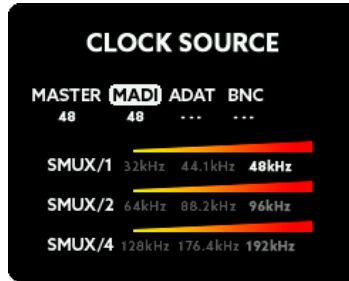 CLOCK SOURCE
MASTER MADI ADAT BNC
48 48 --- ---
SMUX/1 32kHz 44.1kHz 48kHz
SMUX/2 64kHz 88.2kHz 96kHz
SMUX/4 128kHz 176.4kHz 192kHz